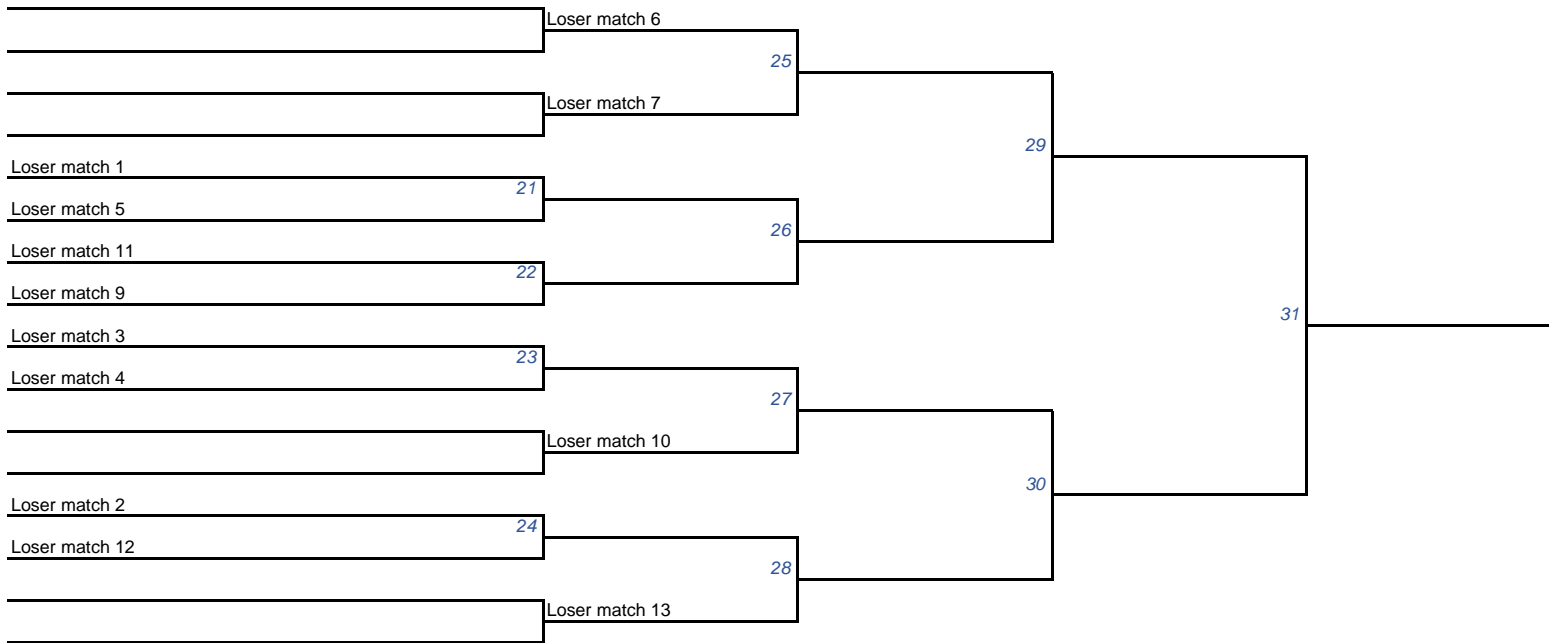 Loser match 6
25
Loser match 7
29
Loser match 1
21
Loser match 5
26
Loser match 11
22
Loser match 9
31
Loser match 3
23
Loser match 4
27
Loser match 10
30
Loser match 2
24
Loser match 12
28
Loser match 13